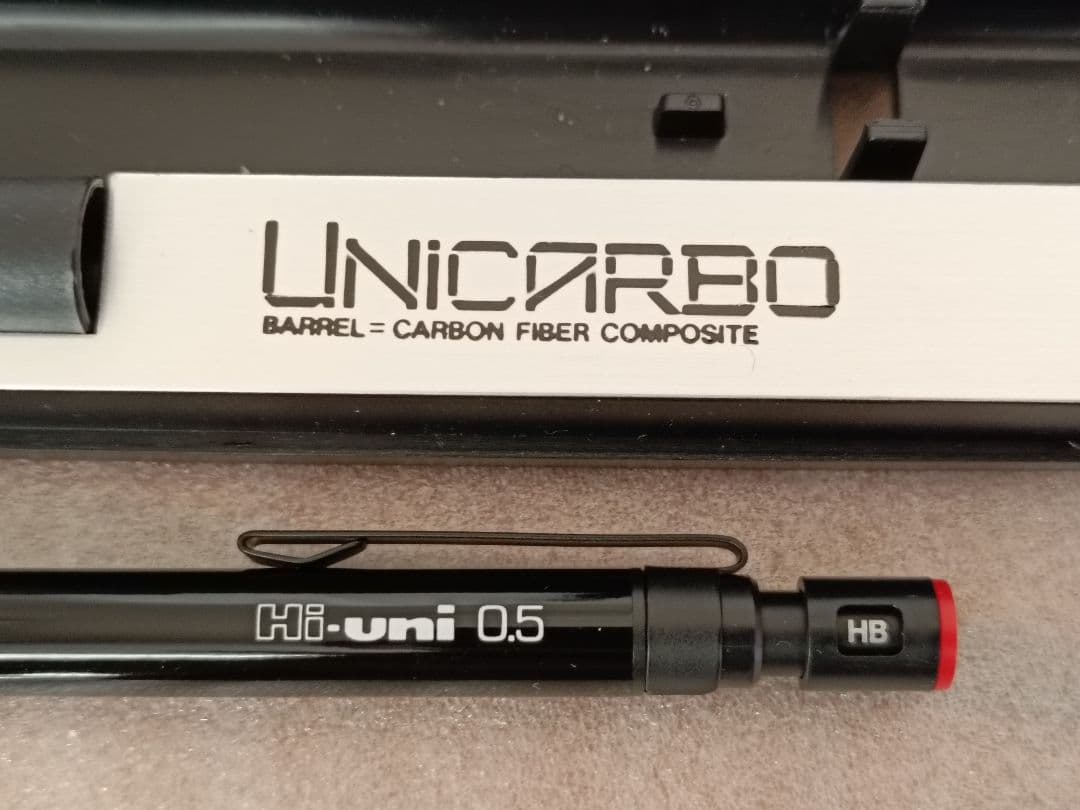 UNiCARBO
BARREL = CARBON FIBER COMPOSITE
Hi-uni 0.5
HB